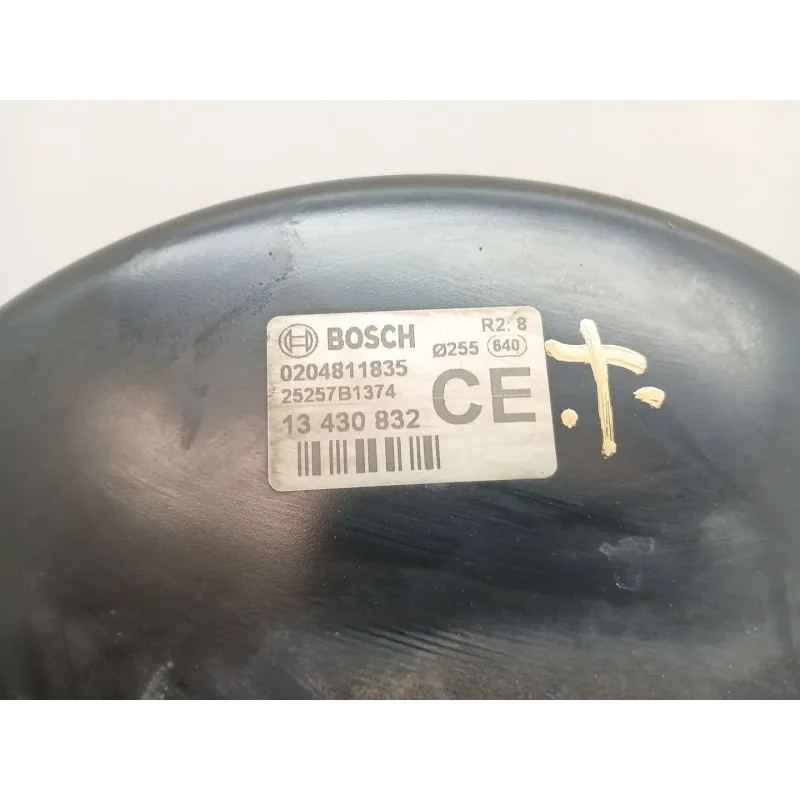 BOSCH R2: 8
Ø255 640
0204811835
25257B1374
13 430 832
CE